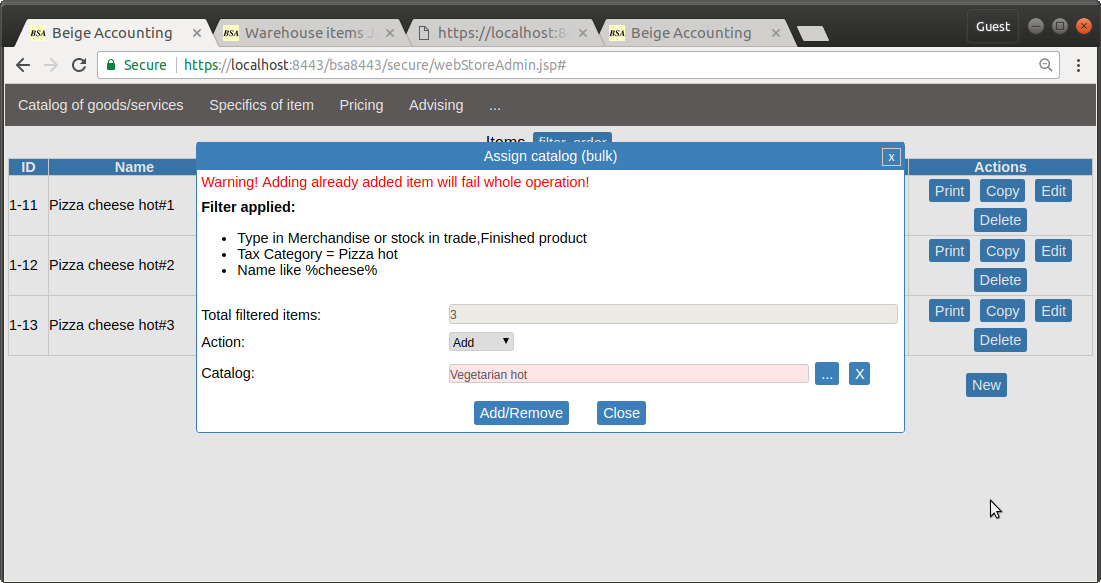 BSA Beige Accounting × BSA Warehouse items × https://localhost:8 × BSA Beige Accounting × Guest
Secure https://localhost:8443/bsa8443/secure/webStoreAdmin.jsp#
Catalog of goods/services Specifics of item Pricing Advising ...
Items filter, order
Assign catalog (bulk) x
ID Name Actions
Warning! Adding already added item will fail whole operation!
Filter applied:
1-11 Pizza cheese hot#1 Print Copy Edit
Delete
Type in Merchandise or stock in trade,Finished product
Tax Category = Pizza hot
Name like %cheese%
1-12 Pizza cheese hot#2 Print Copy Edit
Delete
Total filtered items: 3
1-13 Pizza cheese hot#3 Print Copy Edit
Delete
Action: Add
Catalog: Vegetarian hot ... X
New
Add/Remove Close